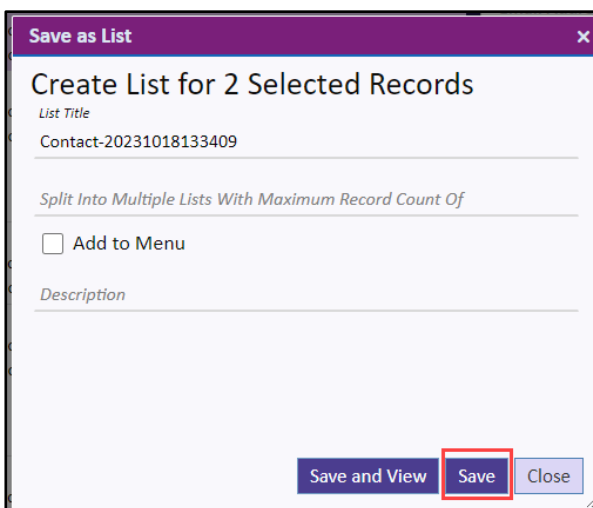 Save as List
Create List for 2 Selected Records
List Title
Contact-20231018133409
Split Into Multiple Lists With Maximum Record Count Of
Add to Menu
Description
Save and View Save Close